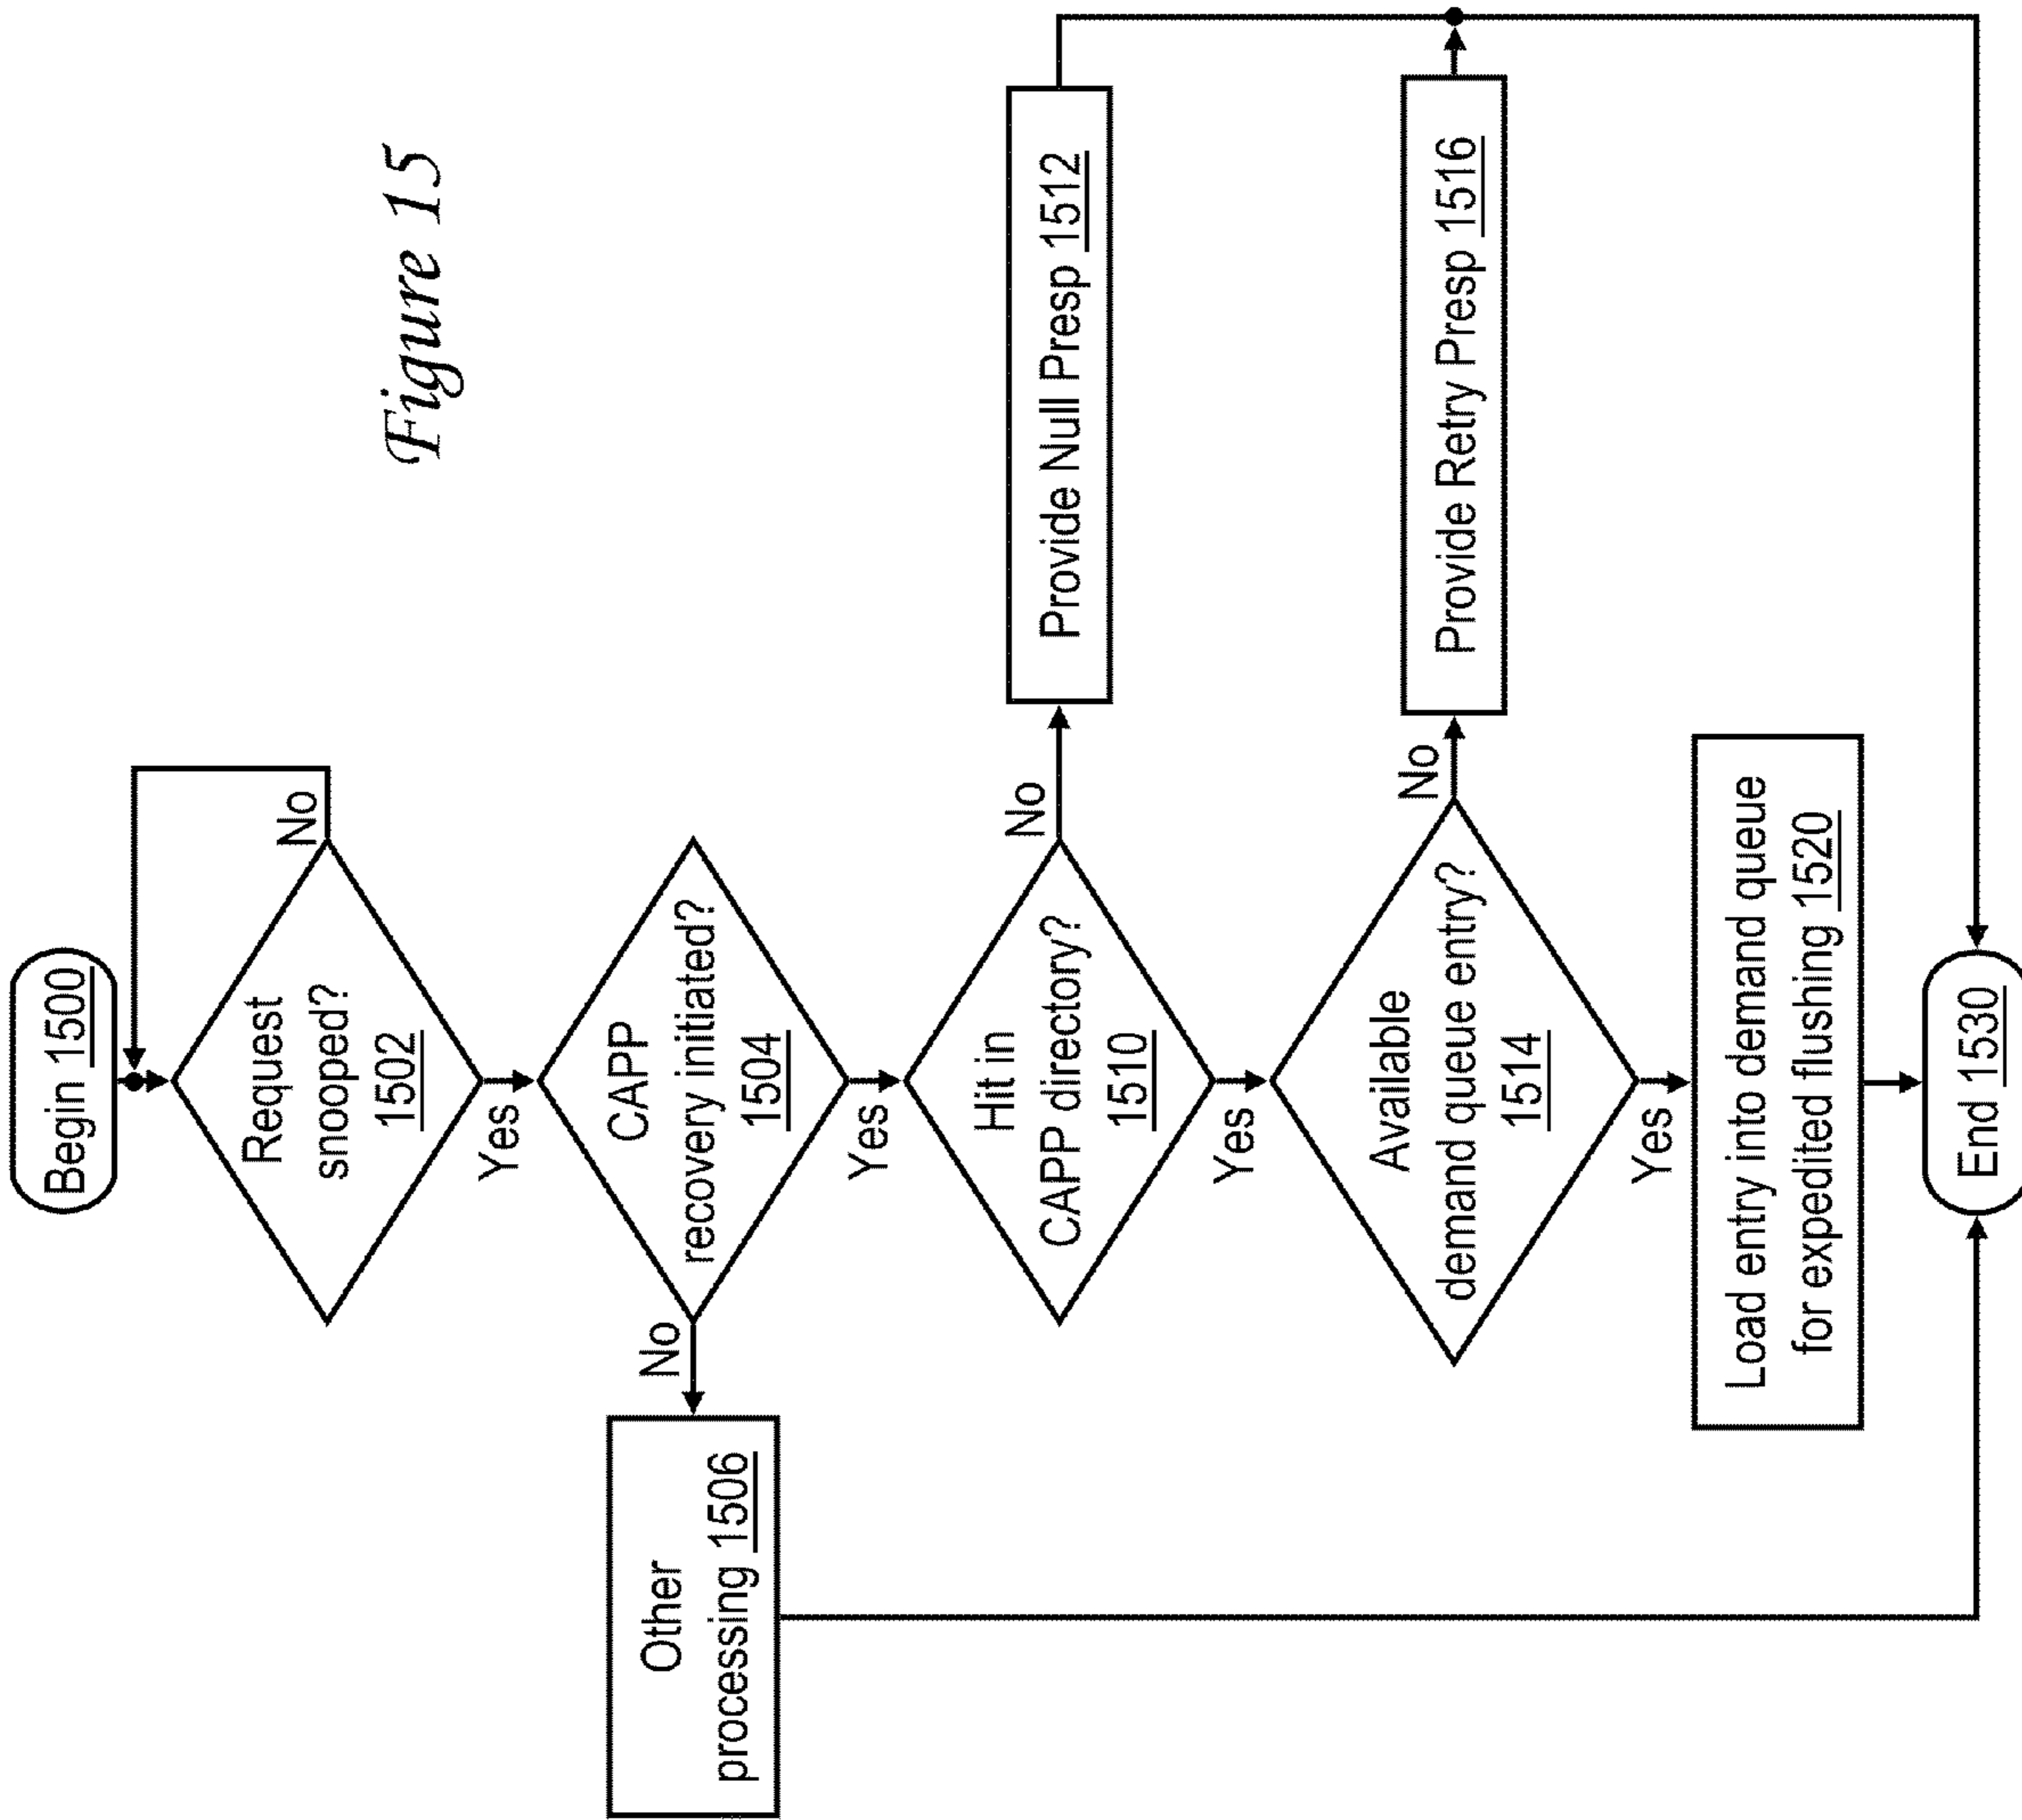 Figure 15
Begin 1500
Request
snooped?
1502
No
Yes
CAPP
recovery initiated?
1504
No
Other
processing 1506
Yes
Hit in
CAPP directory?
1510
No
Provide Null Presp 1512
Yes
Available
demand queue entry?
1514
No
Provide Retry Presp 1516
Yes
Load entry into demand queue
for expedited flushing 1520
End 1530